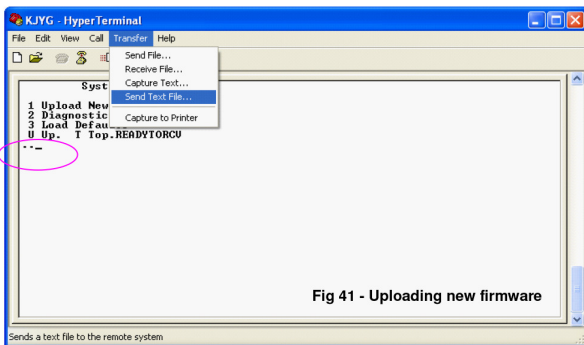 KJYG - HyperTerminal
File Edit View Call Transfer Help
Send File...
Receive File...
Capture Text...
Send Text File...
Capture to Printer
Syst
1 Upload New
2 Diagnostic
3 Load Defau
U Up. T Top.READYTORCV
··_
Fig 41 - Uploading new firmware
Sends a text file to the remote system